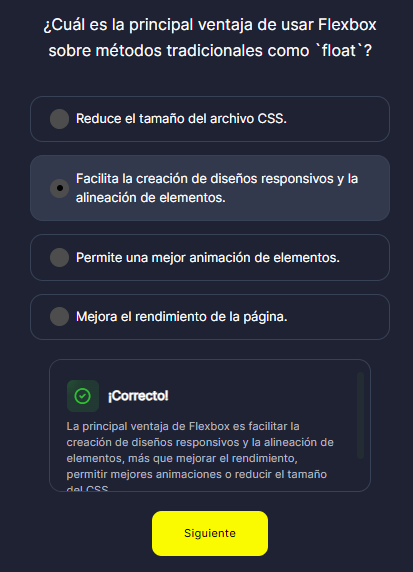 ¿Cuál es la principal ventaja de usar Flexbox
sobre métodos tradicionales como `float`?
Reduce el tamaño del archivo CSS.
Facilita la creación de diseños responsivos y la
alineación de elementos.
Permite una mejor animación de elementos.
Mejora el rendimiento de la página.
¡Correcto!
La principal ventaja de Flexbox es facilitar la
creación de diseños responsivos y la alineación de
elementos, más que mejorar el rendimiento,
permitir mejores animaciones o reducir el tamaño
del CSS
Siguiente